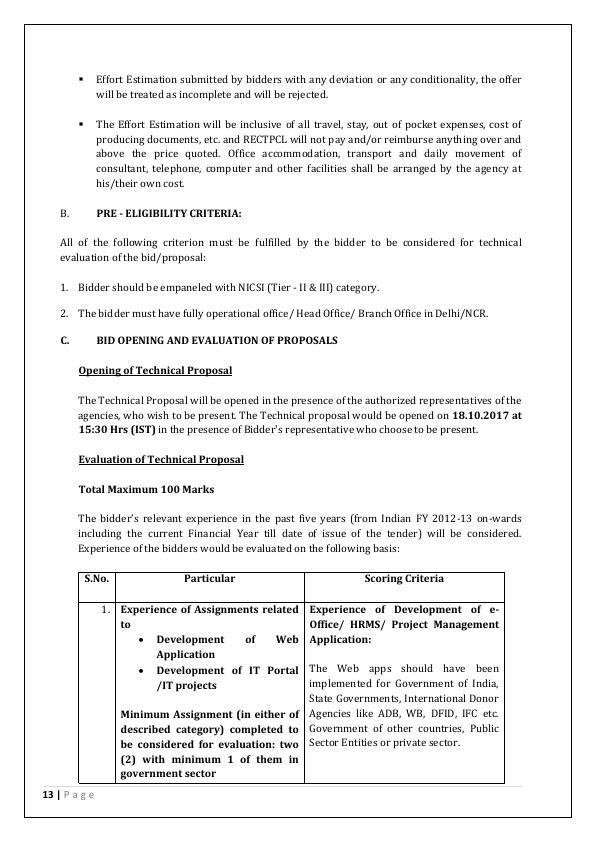 ▪ Effort Estimation submitted by bidders with any deviation or any conditionality, the offer
will be treated as incomplete and will be rejected.
▪ The Effort Estimation will be inclusive of all travel, stay, out of pocket expenses, cost of
producing documents, etc. and RECTPCL will not pay and/or reimburse anything over and
above the price quoted. Office accommodation, transport and daily movement of
consultant, telephone, computer and other facilities shall be arranged by the agency at
his/their own cost.
B. PRE - ELIGIBILITY CRITERIA:
All of the following criterion must be fulfilled by the bidder to be considered for technical
evaluation of the bid/proposal:
1. Bidder should be empaneled with NICSI (Tier - II & III) category.
2. The bidder must have fully operational office/ Head Office/ Branch Office in Delhi/NCR.
C. BID OPENING AND EVALUATION OF PROPOSALS
Opening of Technical Proposal
The Technical Proposal will be opened in the presence of the authorized representatives of the
agencies, who wish to be present. The Technical proposal would be opened on 18.10.2017 at
15:30 Hrs (IST) in the presence of Bidder's representative who choose to be present.
Evaluation of Technical Proposal
Total Maximum 100 Marks
The bidder's relevant experience in the past five years (from Indian FY 2012-13 on-wards
including the current Financial Year till date of issue of the tender) will be considered.
Experience of the bidders would be evaluated on the following basis:
S.No. Particular Scoring Criteria
1. Experience of Assignments related
to
• Development of Web
Application
• Development of IT Portal
/IT projects
Minimum Assignment (in either of
described category) completed to
be considered for evaluation: two
(2) with minimum 1 of them in
government sector
Experience of Development of e-
Office/ HRMS/ Project Management
Application:
The Web apps should have been
implemented for Government of India,
State Governments, International Donor
Agencies like ADB, WB, DFID, IFC etc.
Government of other countries, Public
Sector Entities or private sector.
13 | Page